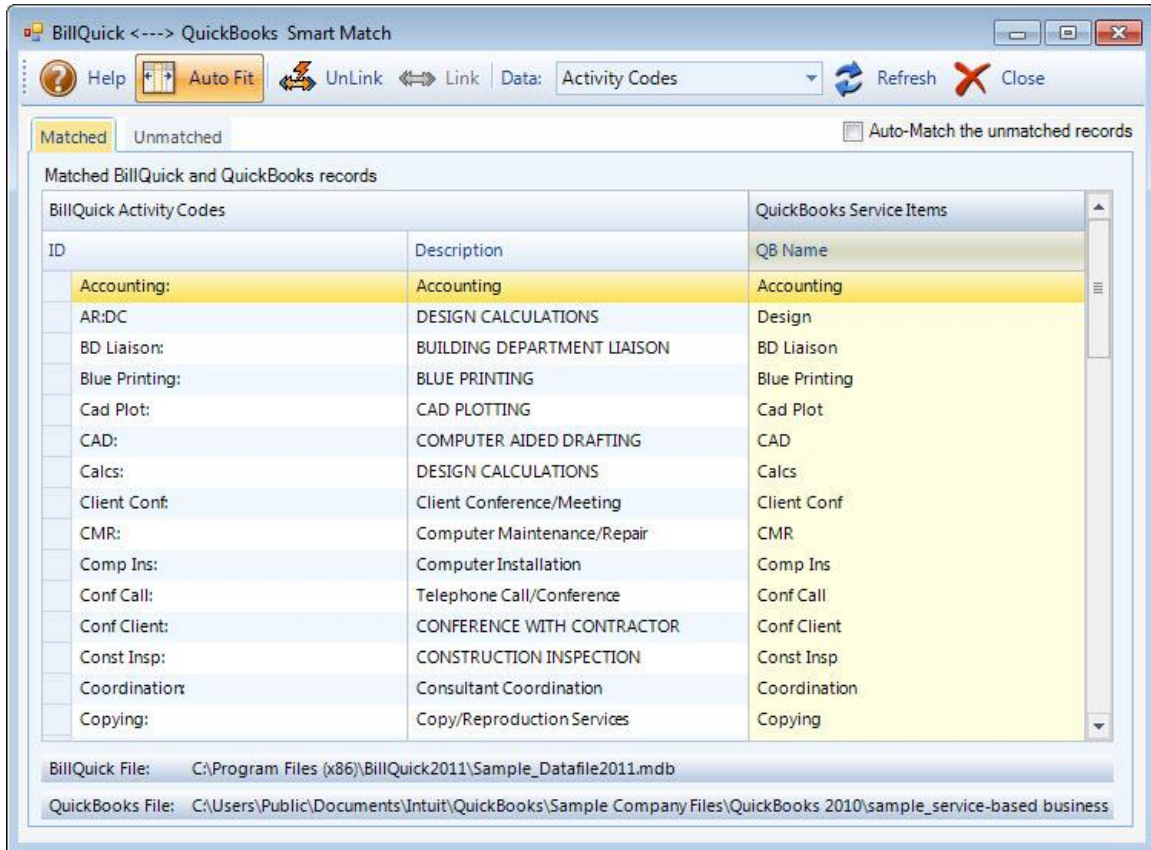 BillQuick <---> QuickBooks Smart Match
Help Auto Fit UnLink Link Data: Activity Codes Refresh Close
Matched Unmatched Auto-Match the unmatched records
Matched BillQuick and QuickBooks records
BillQuick Activity Codes QuickBooks Service Items
ID Description QB Name
Accounting: Accounting Accounting
AR:DC DESIGN CALCULATIONS Design
BD Liaison: BUILDING DEPARTMENT LIAISON BD Liaison
Blue Printing: BLUE PRINTING Blue Printing
Cad Plot: CAD PLOTTING Cad Plot
CAD: COMPUTER AIDED DRAFTING CAD
Calcs: DESIGN CALCULATIONS Calcs
Client Conf: Client Conference/Meeting Client Conf
CMR: Computer Maintenance/Repair CMR
Comp Ins: Computer Installation Comp Ins
Conf Call: Telephone Call/Conference Conf Call
Conf Client: CONFERENCE WITH CONTRACTOR Conf Client
Const Insp: CONSTRUCTION INSPECTION Const Insp
Coordination: Consultant Coordination Coordination
Copying: Copy/Reproduction Services Copying
BillQuick File: C:\Program Files (x86)\BillQuick2011\Sample_Datafile2011.mdb
QuickBooks File: C:\Users\Public\Documents\Intuit\QuickBooks\Sample Company Files\QuickBooks 2010\sample_service-based business